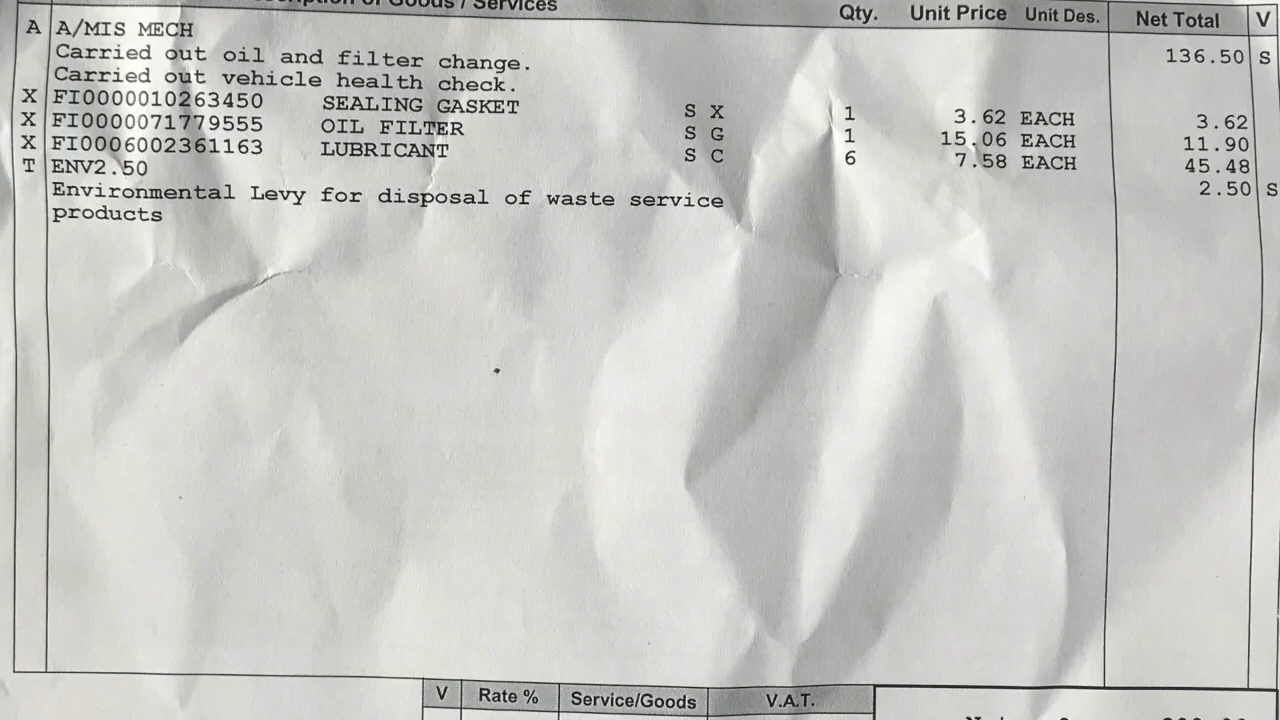 Goods / Services Qty. Unit Price Unit Des. Net Total V
A A/MIS MECH
Carried out oil and filter change. 136.50 S
Carried out vehicle health check.
X FI0000010263450 SEALING GASKET S X 1 3.62 EACH 3.62
X FI0000071779555 OIL FILTER S G 1 15.06 EACH 11.90
X FI0006002361163 LUBRICANT S C 6 7.58 EACH 45.48
T ENV2.50 2.50 S
Environmental Levy for disposal of waste service
products
V Rate % Service/Goods V.A.T.